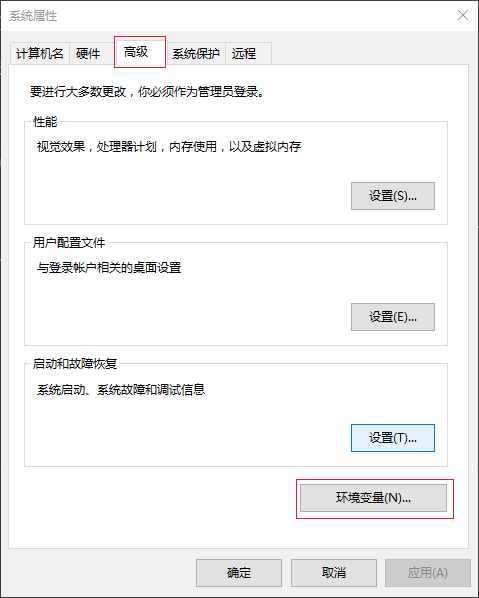 系统属性
计算机名 硬件 高级 系统保护 远程
要进行大多数更改，你必须作为管理员登录。
性能
视觉效果，处理器计划，内存使用，以及虚拟内存
设置(S)...
用户配置文件
与登录帐户相关的桌面设置
设置(E)...
启动和故障恢复
系统启动、系统故障和调试信息
设置(T)...
环境变量(N)...
确定 取消 应用(A)